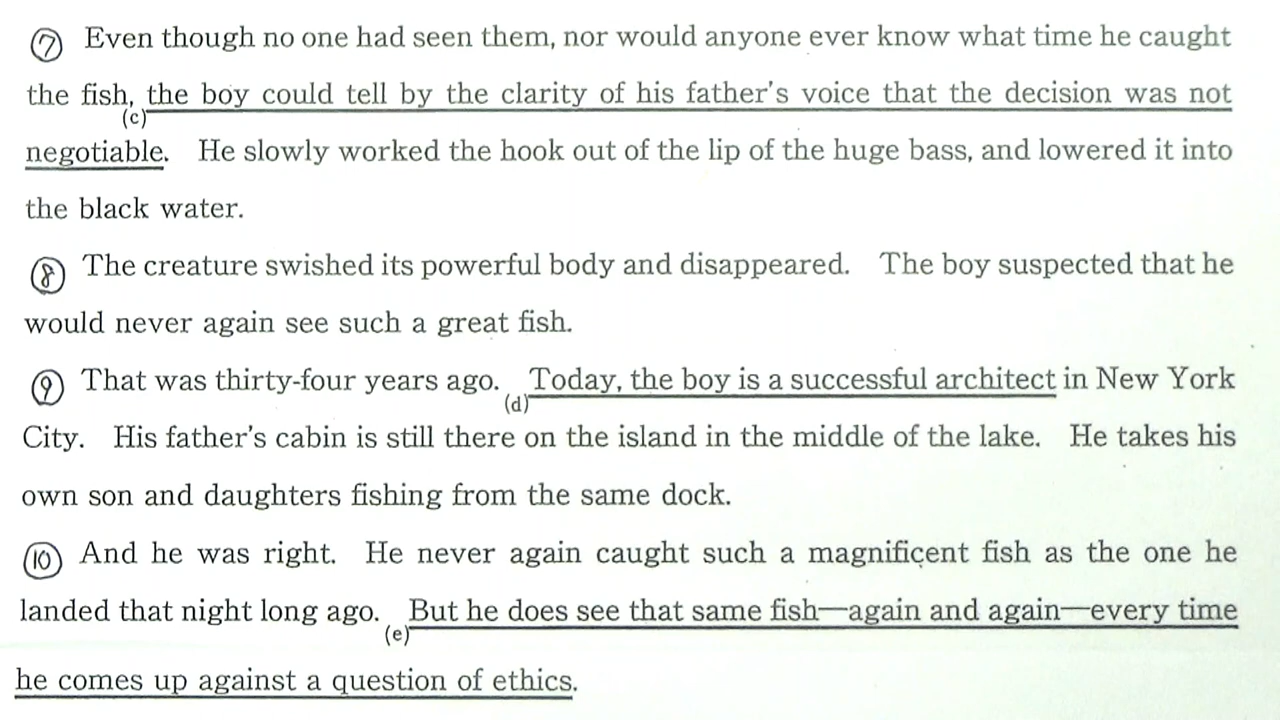 ⑦ Even though no one had seen them, nor would anyone ever know what time he caught
the fish, the boy could tell by the clarity of his father's voice that the decision was not
(c)
negotiable. He slowly worked the hook out of the lip of the huge bass, and lowered it into
the black water.
⑧ The creature swished its powerful body and disappeared. The boy suspected that he
would never again see such a great fish.
⑨ That was thirty-four years ago. Today, the boy is a successful architect in New York
(d)
City. His father's cabin is still there on the island in the middle of the lake. He takes his
own son and daughters fishing from the same dock.
⑩ And he was right. He never again caught such a magnificent fish as the one he
landed that night long ago. But he does see that same fish—again and again—every time
(e)
he comes up against a question of ethics.